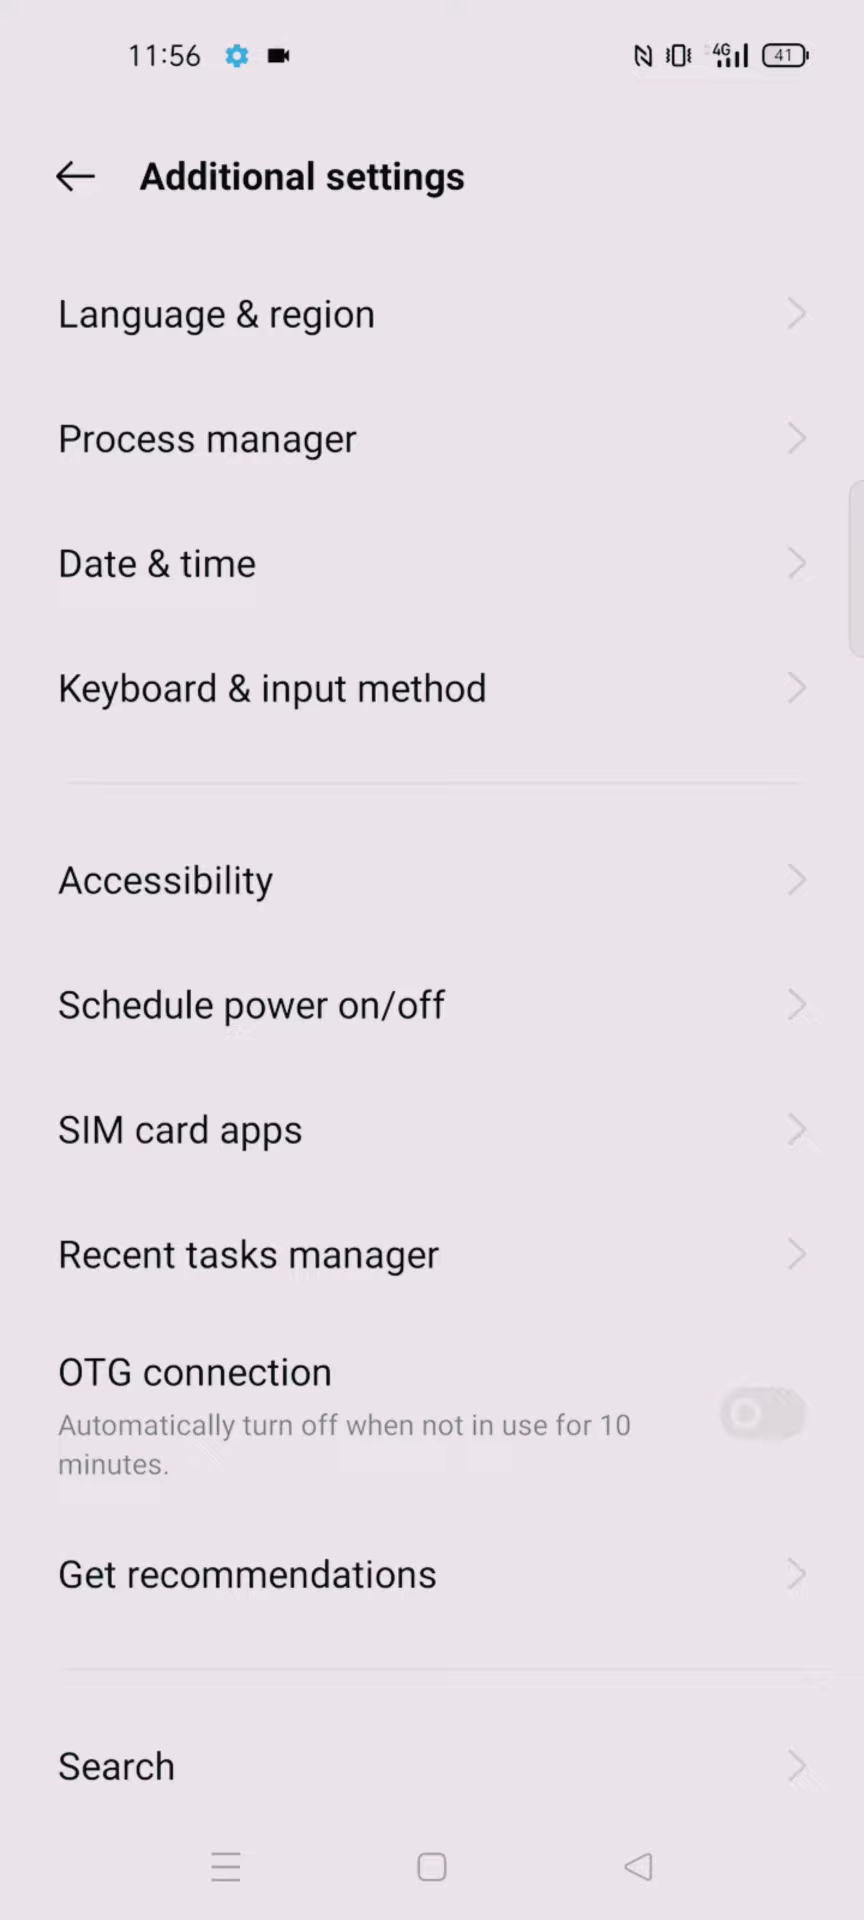 11:56 4G 41
Additional settings
Language & region
Process manager
Date & time
Keyboard & input method
Accessibility
Schedule power on/off
SIM card apps
Recent tasks manager
OTG connection
Automatically turn off when not in use for 10
minutes.
Get recommendations
Search